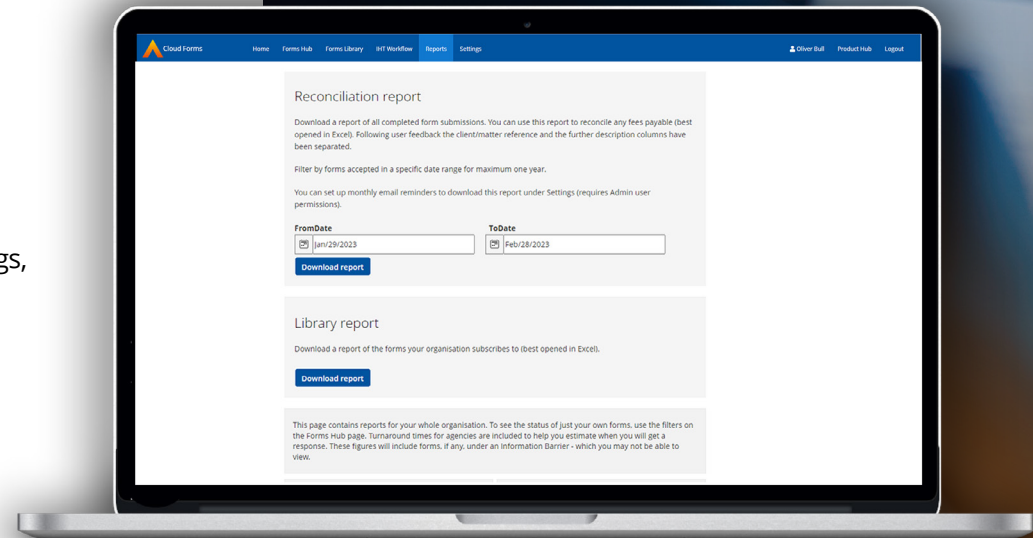 Cloud Forms Home Forms Hub Forms Library IHT Workflow Reports Settings Oliver Bull Product Hub Logout
Reconciliation report
Download a report of all completed form submissions. You can use this report to reconcile any fees payable (best
opened in Excel). Following user feedback the client/matter reference and the further description columns have
been separated.
Filter by forms accepted in a specific date range for maximum one year.
You can set up monthly email reminders to download this report under Settings (requires Admin user
permissions).
FromDate ToDate
Jan/29/2023 Feb/28/2023
Download report
gs,
Library report
Download a report of the forms your organisation subscribes to (best opened in Excel).
Download report
This page contains reports for your whole organisation. To see the status of just your own forms, use the filters on
the Forms Hub page. Turnaround times for agencies are included to help you estimate when you will get a
response. These figures will include forms, if any, under an Information Barrier - which you may not be able to
view.